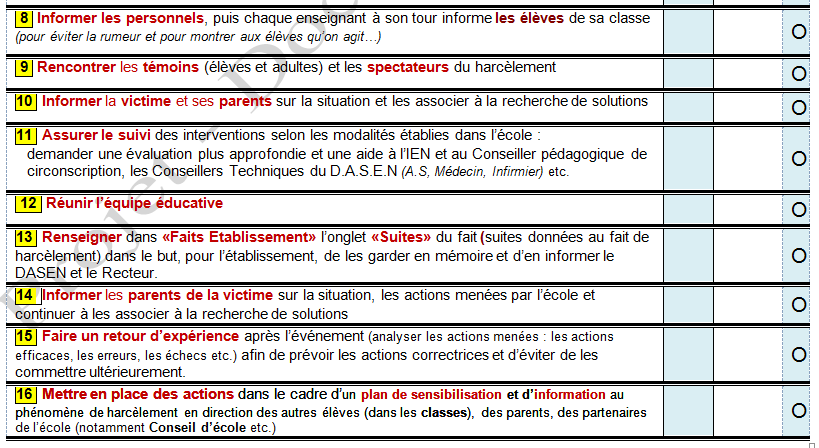 8 Informer les personnels, puis chaque enseignant à son tour informe les élèves de sa classe
(pour éviter la rumeur et pour montrer aux élèves qu'on agit…)
O
9 Rencontrer les témoins (élèves et adultes) et les spectateurs du harcèlement
O
10 Informer la victime et ses parents sur la situation et les associer à la recherche de solutions
O
11 Assurer le suivi des interventions selon les modalités établies dans l'école :
demander une évaluation plus approfondie et une aide à l'IEN et au Conseiller pédagogique de
circonscription, les Conseillers Techniques du D.A.S.E.N (A.S, Médecin, Infirmier) etc.
O
12 Réunir l'équipe éducative
O
13 Renseigner dans «Faits Etablissement» l'onglet «Suites» du fait (suites données au fait de
harcèlement) dans le but, pour l'établissement, de les garder en mémoire et d'en informer le
DASEN et le Recteur.
O
14 Informer les parents de la victime sur la situation, les actions menées par l'école et
continuer à les associer à la recherche de solutions
O
15 Faire un retour d'expérience après l'événement (analyser les actions menées : les actions
efficaces, les erreurs, les échecs etc.) afin de prévoir les actions correctrices et d'éviter de les
commettre ultérieurement.
O
16 Mettre en place des actions dans le cadre d'un plan de sensibilisation et d'information au
phénomène de harcèlement en direction des autres élèves (dans les classes), des parents, des partenaires
de l'école (notamment Conseil d'école etc.)
O
Projet – Doc